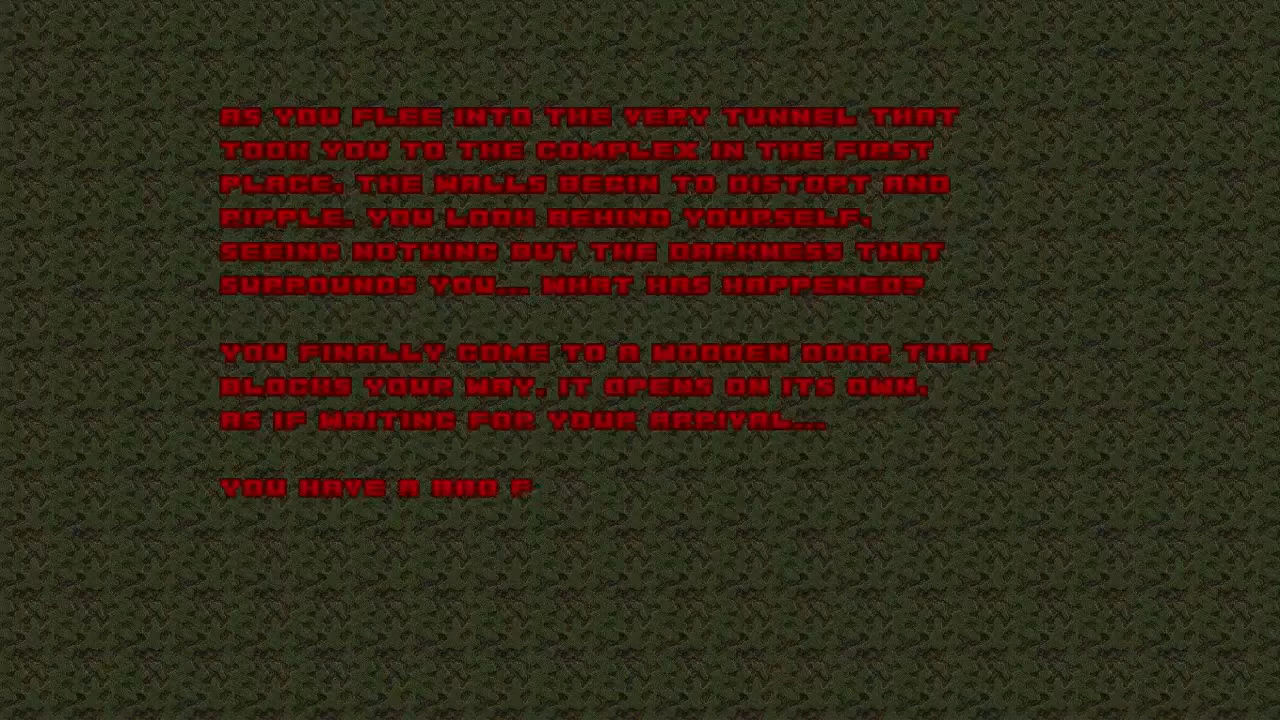 AS YOU FLEE INTO THE VERY TUNNEL THAT
TOOK YOU TO THE COMPLEX IN THE FIRST
PLACE, THE WALLS BEGIN TO DISTORT AND
RIPPLE. YOU LOOK BEHIND YOURSELF,
SEEING NOTHING BUT THE DARKNESS THAT
SURROUNDS YOU... WHAT HAS HAPPENED?
YOU FINALLY COME TO A WOODEN DOOR THAT
BLOCKS YOUR WAY. IT OPENS ON ITS OWN,
AS IF WAITING FOR YOUR ARRIVAL...
YOU HAVE A BAD F